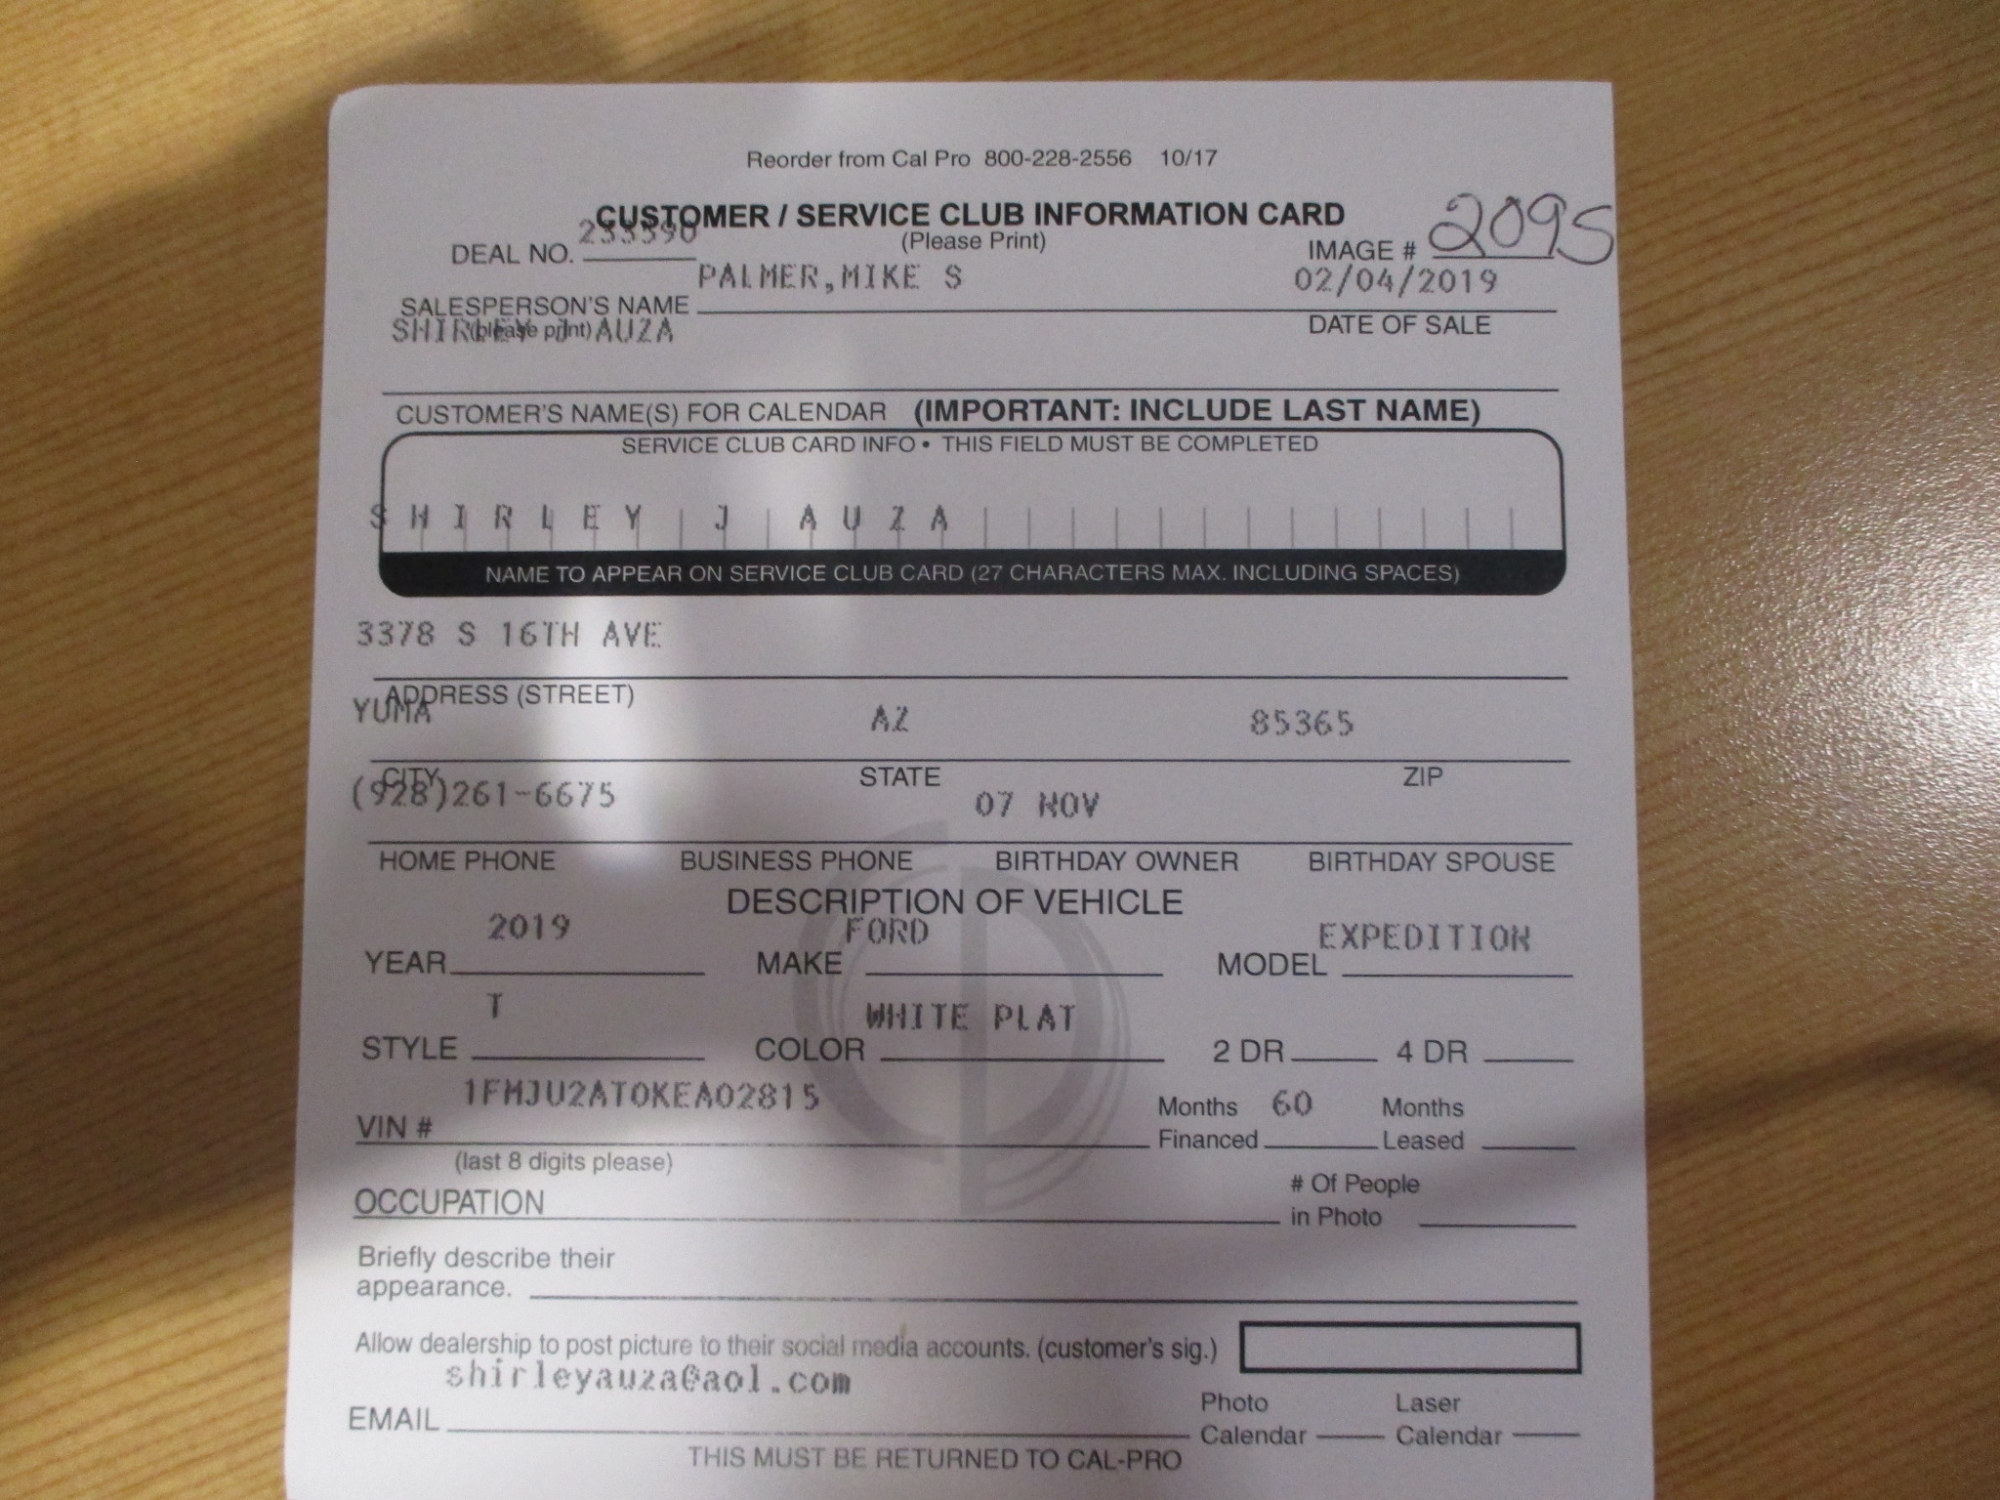 Reorder from Cal Pro 800-228-2556 10/17
CUSTOMER / SERVICE CLUB INFORMATION CARD
(Please Print)
DEAL NO. 233390 IMAGE # 2095
PALMER,MIKE S 02/04/2019
SALESPERSON'S NAME
(please print) DATE OF SALE
SHIRLEY J AUZA
CUSTOMER'S NAME(S) FOR CALENDAR (IMPORTANT: INCLUDE LAST NAME)
SERVICE CLUB CARD INFO • THIS FIELD MUST BE COMPLETED
SHIRLEY J AUZA
NAME TO APPEAR ON SERVICE CLUB CARD (27 CHARACTERS MAX. INCLUDING SPACES)
3378 S 16TH AVE
ADDRESS (STREET)
YUMA AZ 85365
CITY STATE ZIP
(928)261-6675 07 NOV
HOME PHONE BUSINESS PHONE BIRTHDAY OWNER BIRTHDAY SPOUSE
DESCRIPTION OF VEHICLE
2019 FORD EXPEDITION
YEAR MAKE MODEL
T WHITE PLAT
STYLE COLOR 2 DR 4 DR
1FMJU2AT0KEA02815
VIN # Months Financed 60 Months Leased
(last 8 digits please)
OCCUPATION # Of People in Photo
Briefly describe their
appearance.
Allow dealership to post picture to their social media accounts. (customer's sig.)
shirleyauza@aol.com
EMAIL Photo Calendar Laser Calendar
THIS MUST BE RETURNED TO CAL-PRO